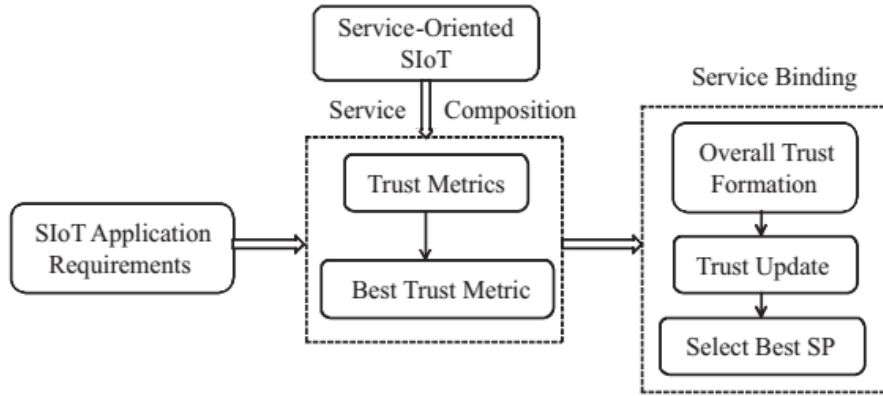 Service-Oriented
SIoT
Service Composition
Trust Metrics
Best Trust Metric
SIoT Application
Requirements
Service Binding
Overall Trust
Formation
Trust Update
Select Best SP